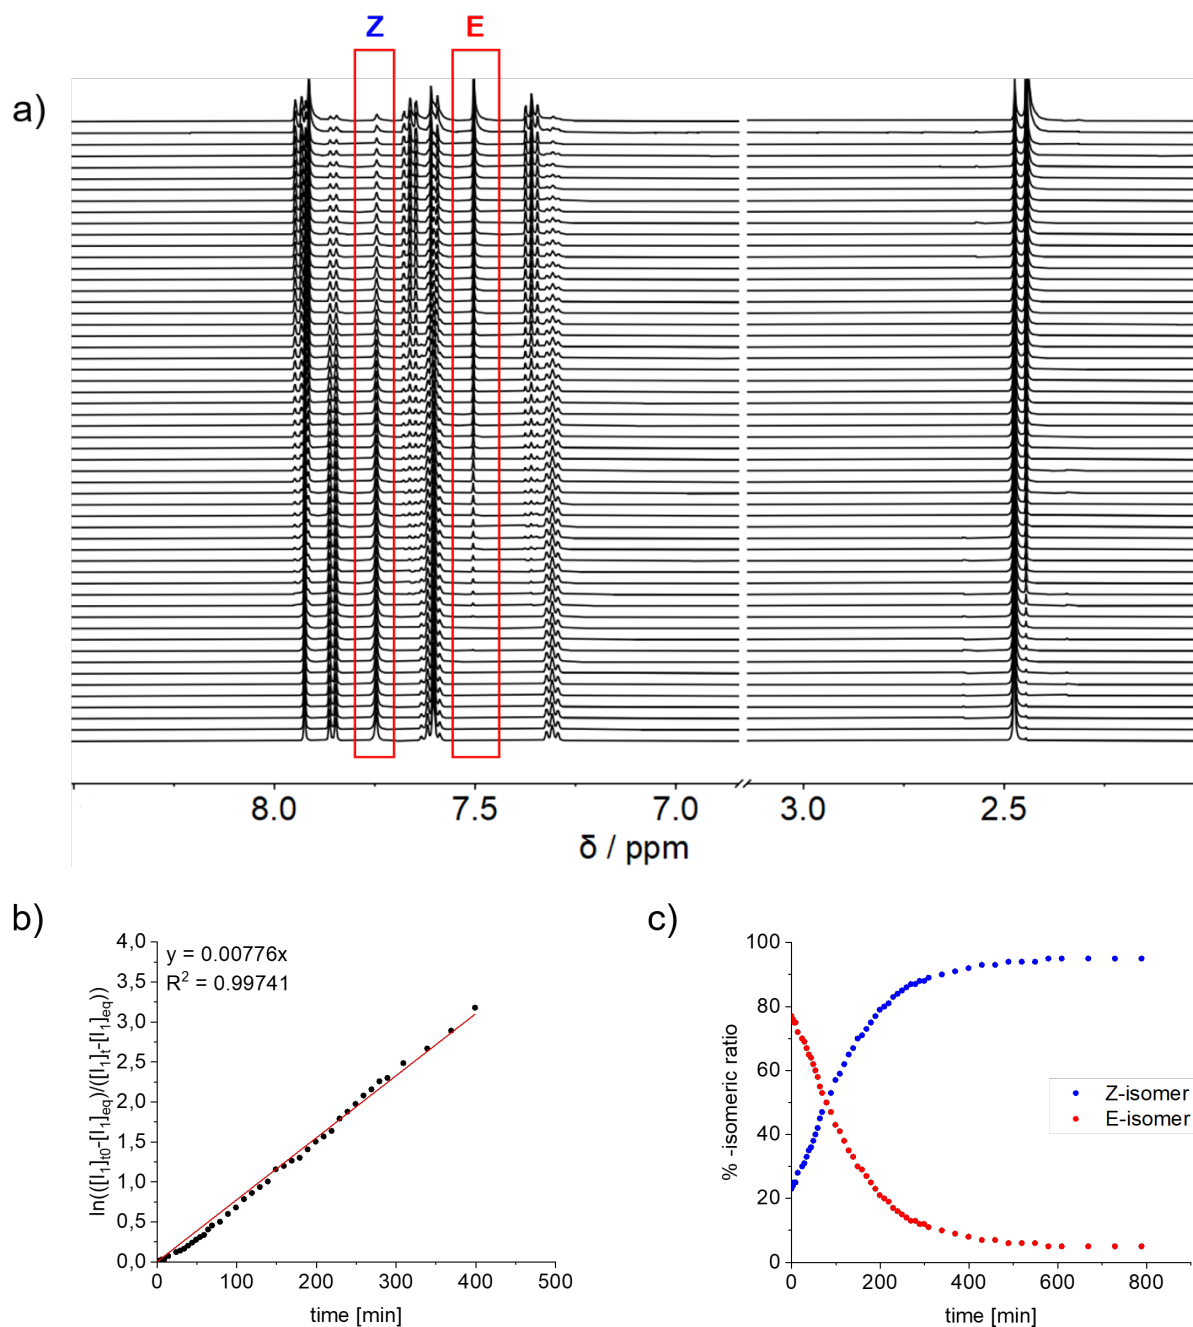 Z E
a)
8.0 7.5 7.0 3.0 2.5
δ / ppm
b)
y = 0.00776x
R² = 0.99741
4,0
3,5
3,0
2,5
2,0
1,5
1,0
0,5
0.0
ln(([I₁]t0-[I₁]eq)/([I₁]t-[I₁]eq))
0 100 200 300 400 500
time [min]
c)
100
80
60
40
20
0
% -isomeric ratio
Z-isomer
E-isomer
0 200 400 600 800
time [min]